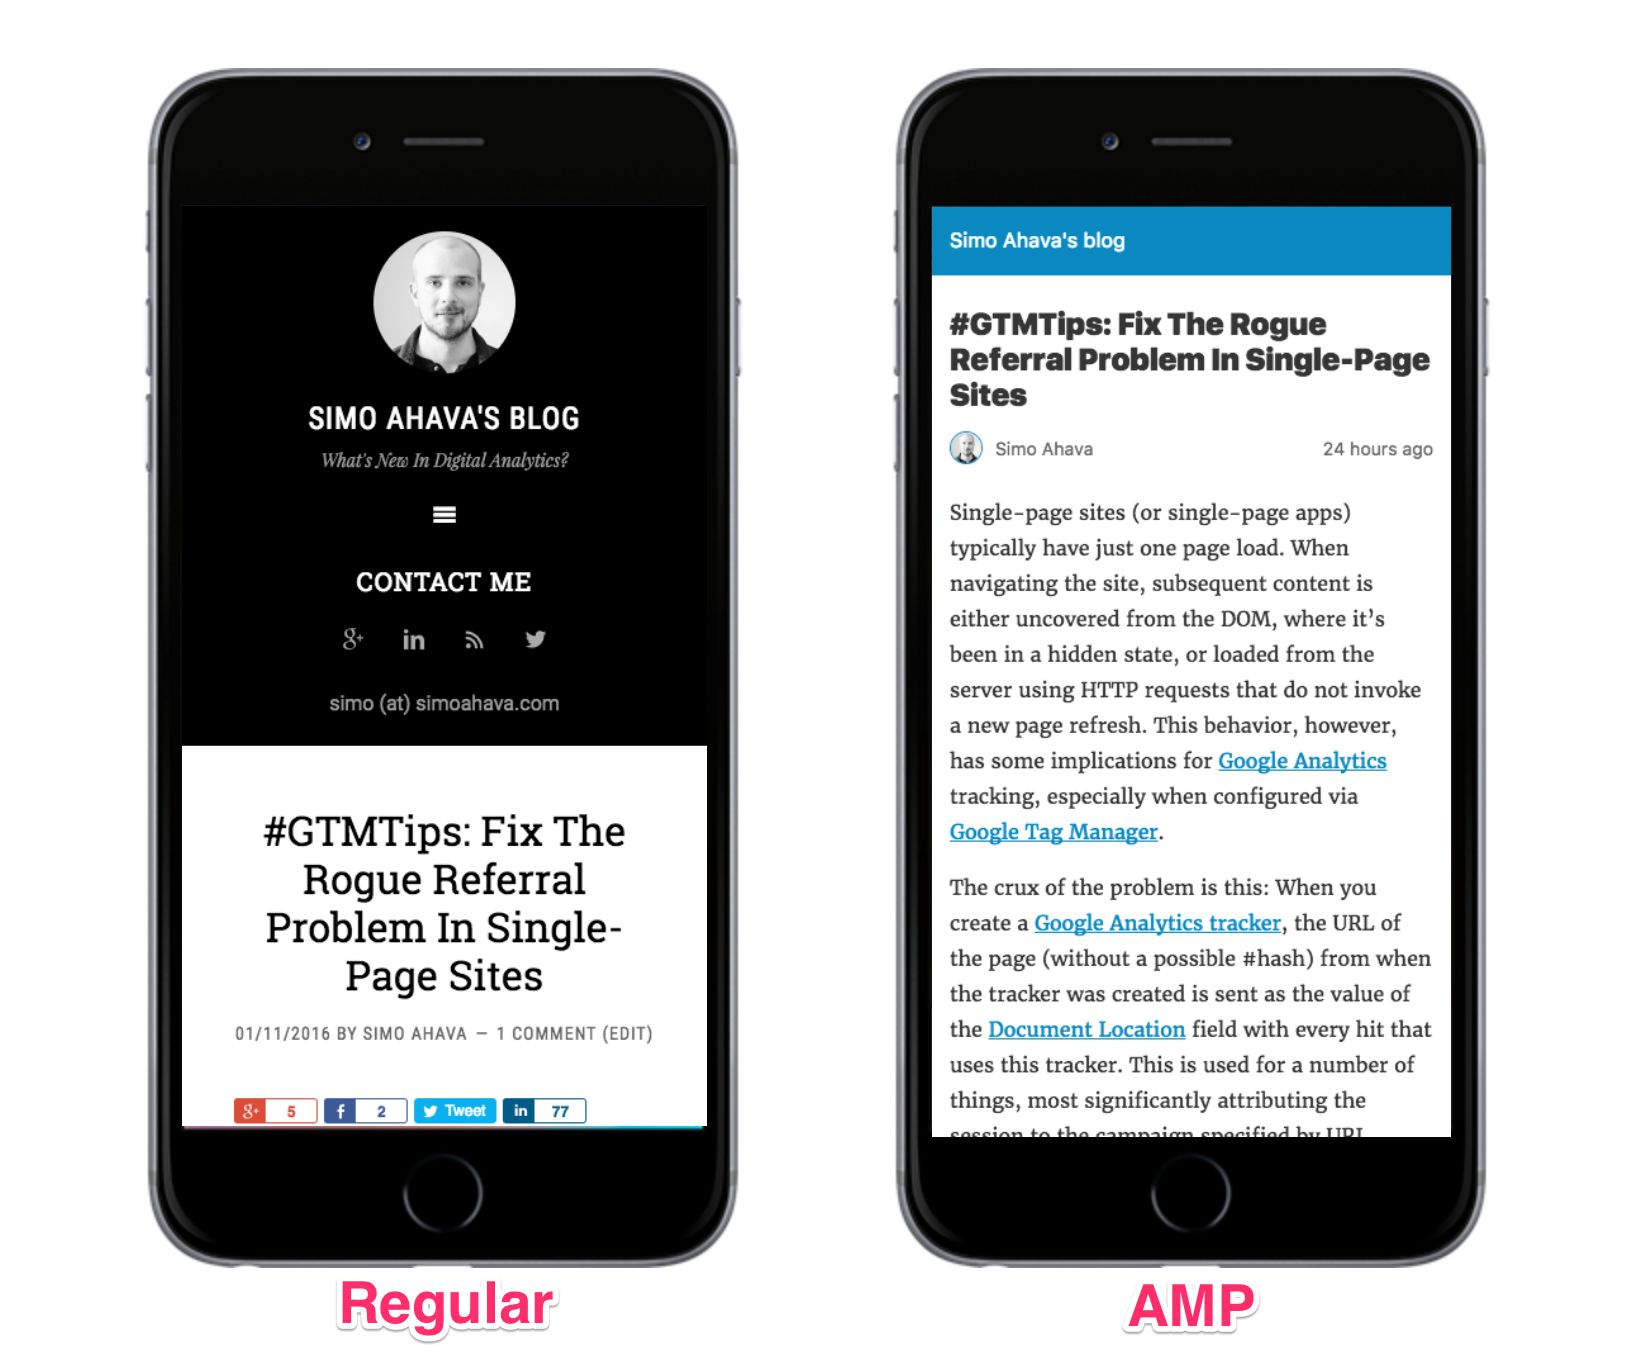 SIMO AHAVA'S BLOG
What's New In Digital Analytics?
CONTACT ME
g+ in
simo (at) simoahava.com
#GTMTips: Fix The
Rogue Referral
Problem In Single-
Page Sites
01/11/2016 BY SIMO AHAVA — 1 COMMENT (EDIT)
g+ 5 f 2 Tweet in 77
Regular
Simo Ahava's blog
#GTMTips: Fix The Rogue
Referral Problem In Single-Page
Sites
Simo Ahava 24 hours ago
Single-page sites (or single-page apps)
typically have just one page load. When
navigating the site, subsequent content is
either uncovered from the DOM, where it’s
been in a hidden state, or loaded from the
server using HTTP requests that do not invoke
a new page refresh. This behavior, however,
has some implications for Google Analytics
tracking, especially when configured via
Google Tag Manager.
The crux of the problem is this: When you
create a Google Analytics tracker, the URL of
the page (without a possible #hash) from when
the tracker was created is sent as the value of
the Document Location field with every hit that
uses this tracker. This is used for a number of
things, most significantly attributing the
session to the campaign specified by URL
AMP